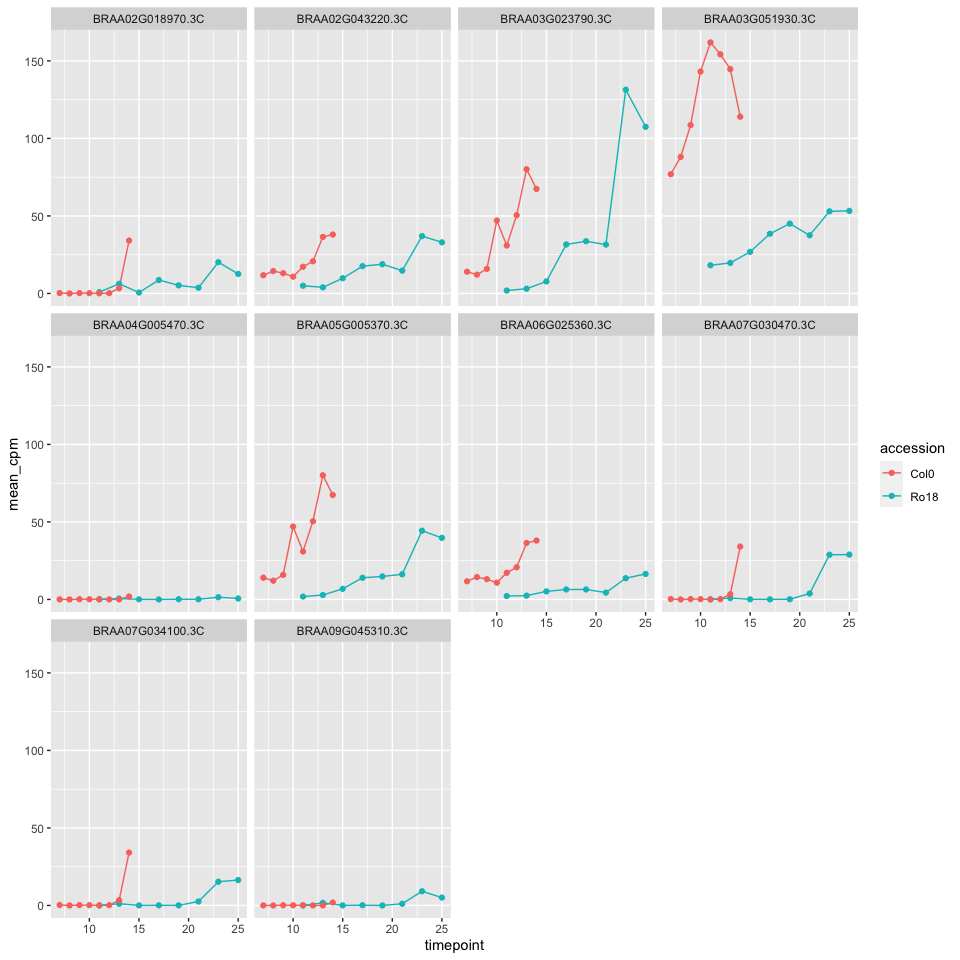 BRAA02G018970.3C BRAA02G043220.3C BRAA03G023790.3C BRAA03G051930.3C
150
100
50
0
BRAA04G005470.3C BRAA05G005370.3C BRAA06G025360.3C BRAA07G030470.3C
150
100
50
0
10 15 20 25 10 15 20 25
BRAA07G034100.3C BRAA09G045310.3C
150
100
50
0
10 15 20 25 10 15 20 25
timepoint
mean_cpm
accession
Col0
Ro18